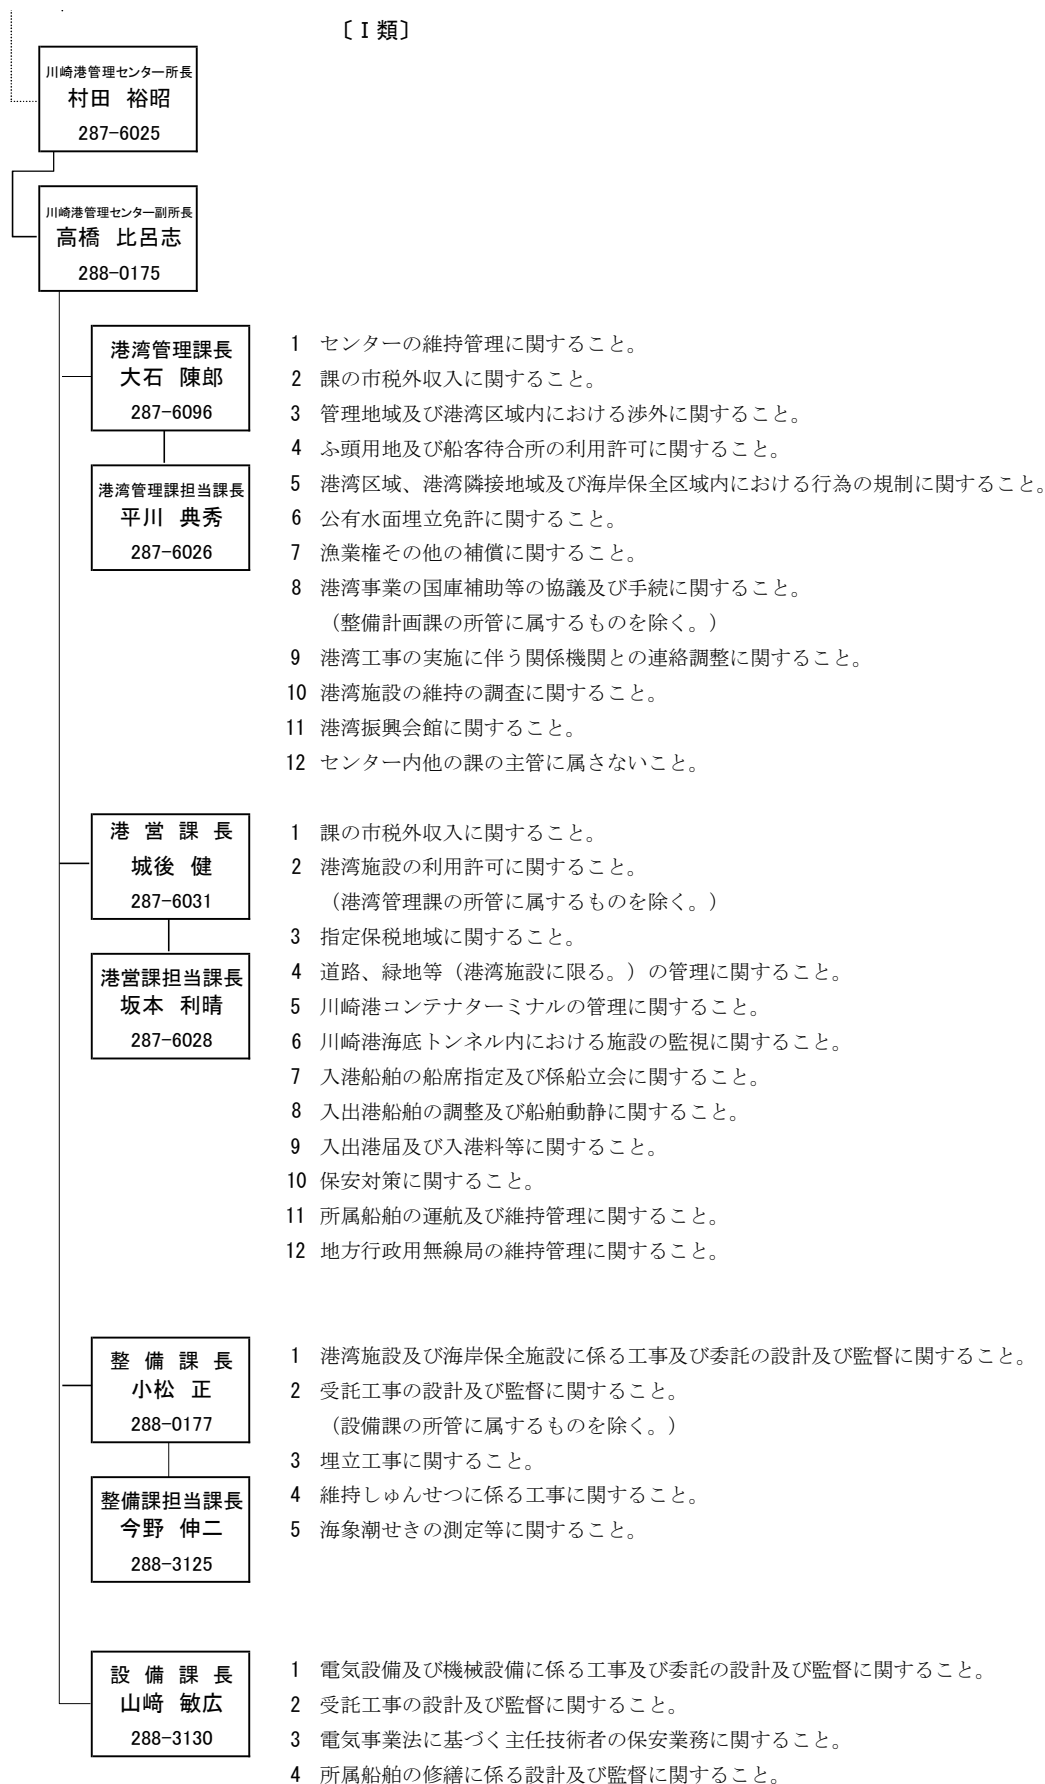 〔Ⅰ類〕
川崎港管理センター所長
村田 裕昭
287-6025
川崎港管理センター副所長
高橋 比呂志
288-0175
港湾管理課長
大石 陳郎
287-6096
港湾管理課担当課長
平川 典秀
287-6026
1 センターの維持管理に関すること。
2 課の市税外収入に関すること。
3 管理地域及び港湾区域内における渉外に関すること。
4 ふ頭用地及び船客待合所の利用許可に関すること。
5 港湾区域、港湾隣接地域及び海岸保全区域内における行為の規制に関すること。
6 公有水面埋立免許に関すること。
7 漁業権その他の補償に関すること。
8 港湾事業の国庫補助等の協議及び手続に関すること。
（整備計画課の所管に属するものを除く。）
9 港湾工事の実施に伴う関係機関との連絡調整に関すること。
10 港湾施設の維持の調査に関すること。
11 港湾振興会館に関すること。
12 センター内他の課の主管に属さないこと。
港 営 課 長
城後 健
287-6031
港営課担当課長
坂本 利晴
287-6028
1 課の市税外収入に関すること。
2 港湾施設の利用許可に関すること。
（港湾管理課の所管に属するものを除く。）
3 指定保税地域に関すること。
4 道路、緑地等（港湾施設に限る。）の管理に関すること。
5 川崎港コンテナターミナルの管理に関すること。
6 川崎港海底トンネル内における施設の監視に関すること。
7 入港船舶の船席指定及び係船立会に関すること。
8 入出港船舶の調整及び船舶動静に関すること。
9 入出港届及び入港料等に関すること。
10 保安対策に関すること。
11 所属船舶の運航及び維持管理に関すること。
12 地方行政用無線局の維持管理に関すること。
整 備 課 長
小松 正
288-0177
整備課担当課長
今野 伸二
288-3125
1 港湾施設及び海岸保全施設に係る工事及び委託の設計及び監督に関すること。
2 受託工事の設計及び監督に関すること。
（設備課の所管に属するものを除く。）
3 埋立工事に関すること。
4 維持しゅんせつに係る工事に関すること。
5 海象潮せきの測定等に関すること。
設 備 課 長
山﨑 敏広
288-3130
1 電気設備及び機械設備に係る工事及び委託の設計及び監督に関すること。
2 受託工事の設計及び監督に関すること。
3 電気事業法に基づく主任技術者の保安業務に関すること。
4 所属船舶の修繕に係る設計及び監督に関すること。